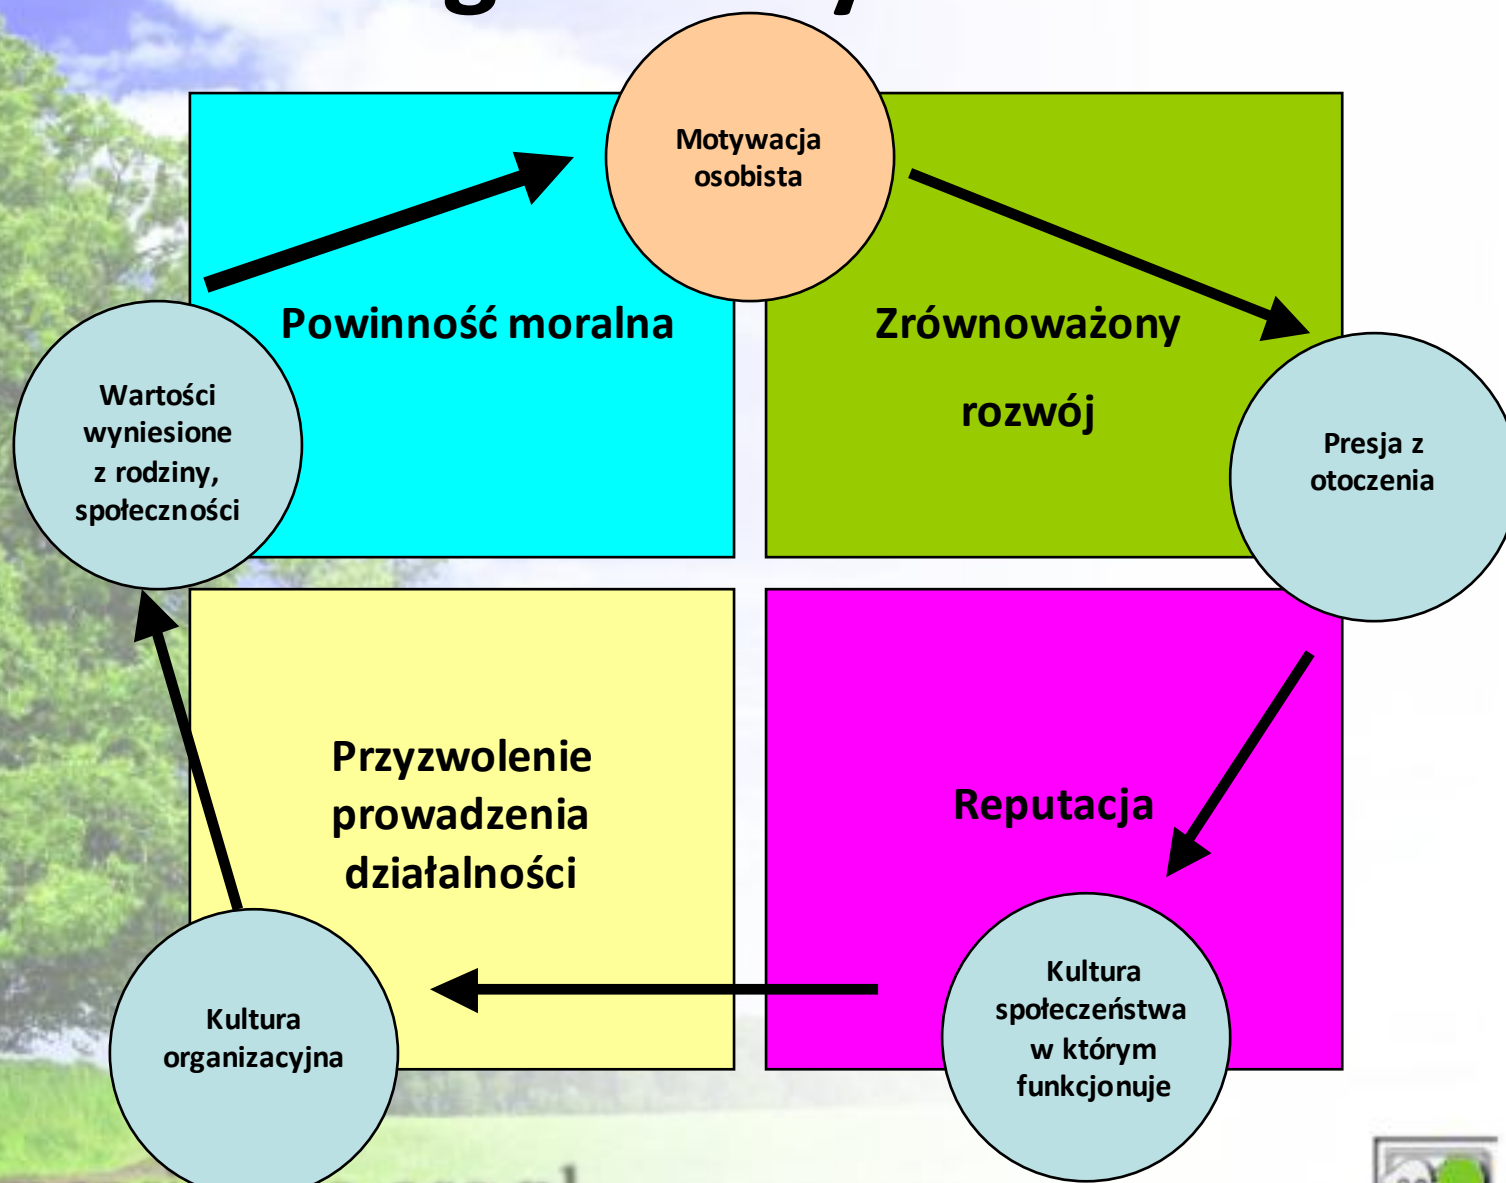 Motywacja
osobista
Powinność moralna
Zrównoważony
rozwój
Wartości
wyniesione
z rodziny,
społeczności
Presja z
otoczenia
Przyzwolenie
prowadzenia
działalności
Reputacja
Kultura
organizacyjna
Kultura
społeczeństwa
w którym
funkcjonuje